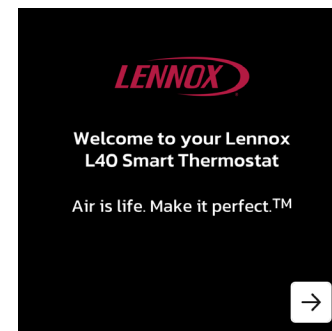 LENNOX
Welcome to your Lennox
L40 Smart Thermostat
Air is life. Make it perfect.™